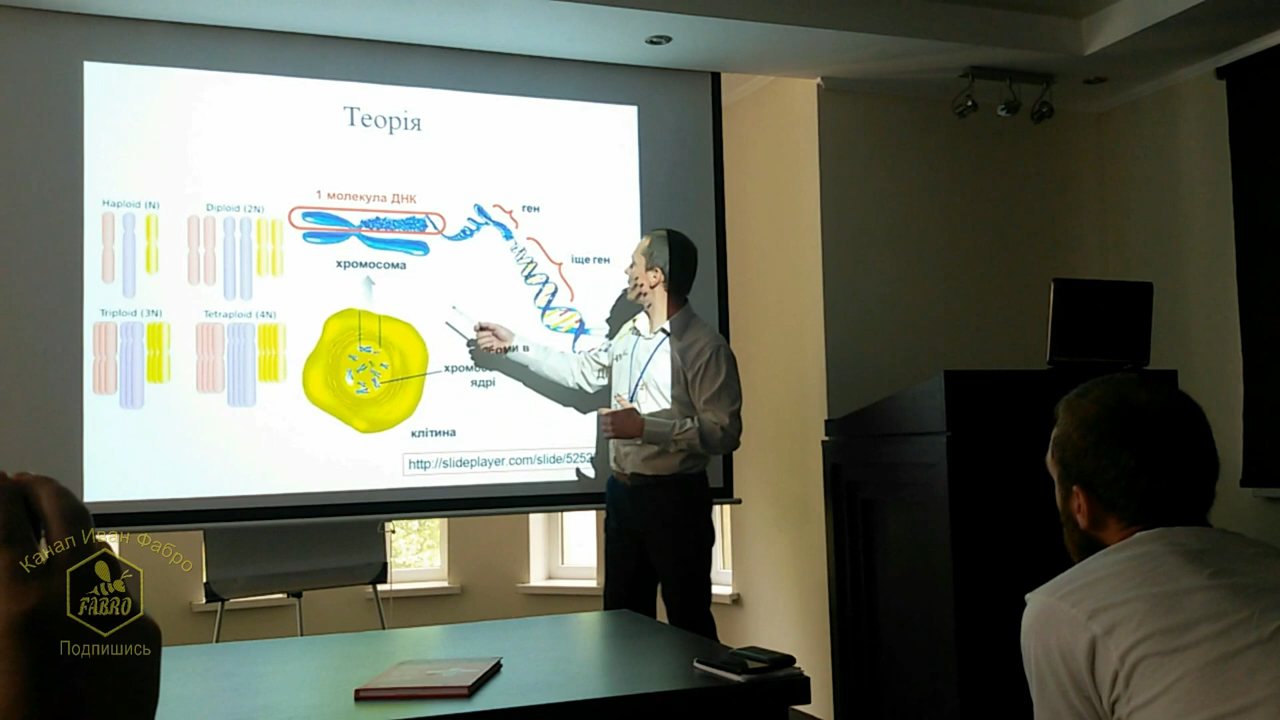 Теорія
Haploid (N)
Diploid (2N)
Triploid (3N)
Tetraploid (4N)
1 молекула ДНК
ген
іще ген
хромосома
ядрі
клітина
http://slideplayer.com/slide/5252
Канал Иван Фабро
FABRO
Подпишись